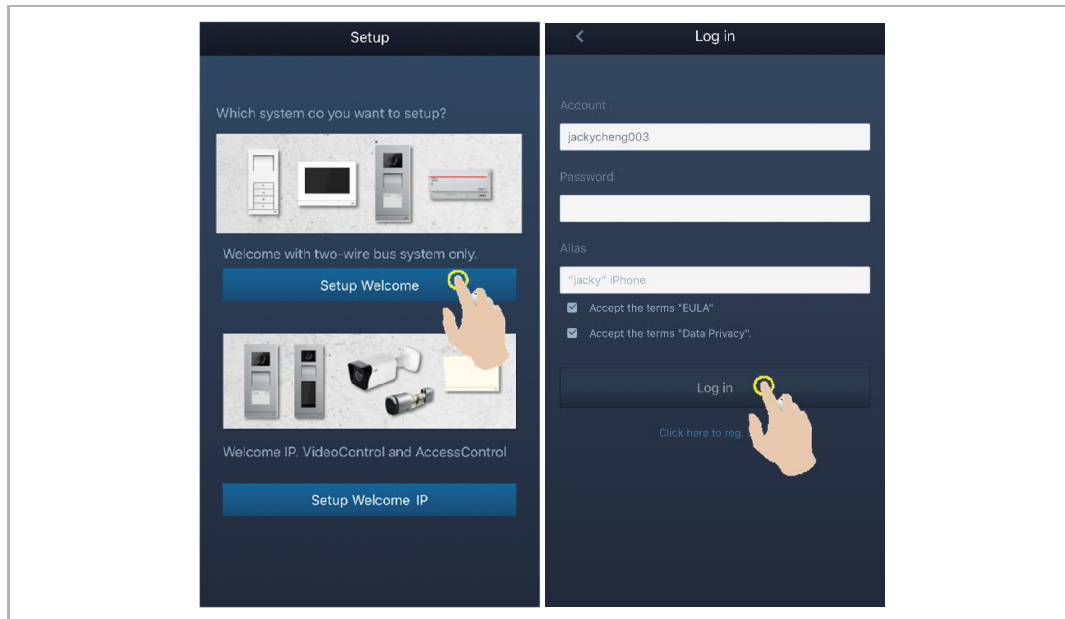 Setup
Which system do you want to setup?
Welcome with two-wire bus system only.
Setup Welcome
Welcome IP. VideoControl and AccessControl
Setup Welcome IP
Log in
Account
jackycheng003
Password
Alias
"jacky" iPhone
Accept the terms "EULA"
Accept the terms "Data Privacy".
Log in
Click here to reg.